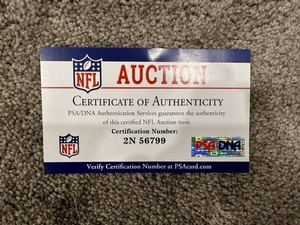 NFL
AUCTION
CERTIFICATE OF AUTHENTICITY
PSA/DNA Authentication Services guarantees the authenticity
of this certified NFL Auction item.
Certification Number:
2N 56799
NFL
PSA DNA
Verify Certification Number at PSAcard.com